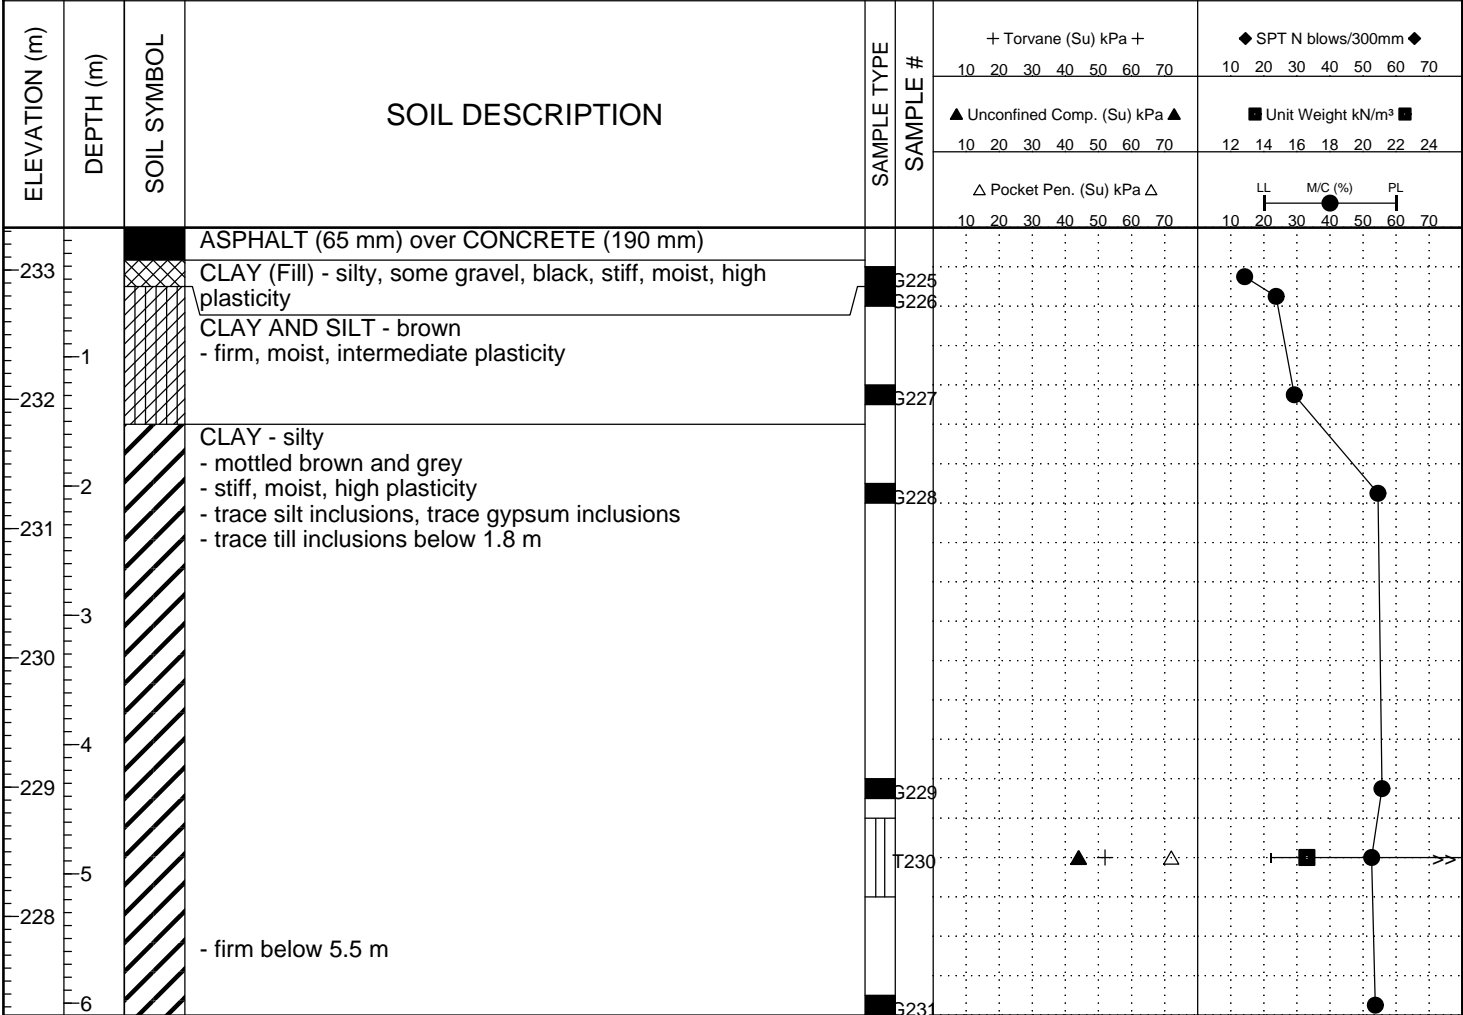 ELEVATION (m)
DEPTH (m)
SOIL SYMBOL
SOIL DESCRIPTION
SAMPLE TYPE
SAMPLE #
+ Torvane (Su) kPa +
10 20 30 40 50 60 70
▲ Unconfined Comp. (Su) kPa ▲
10 20 30 40 50 60 70
△ Pocket Pen. (Su) kPa △
10 20 30 40 50 60 70
◆ SPT N blows/300mm ◆
10 20 30 40 50 60 70
■ Unit Weight kN/m³ ■
12 14 16 18 20 22 24
LL M/C (%) PL
10 20 30 40 50 60 70
ASPHALT (65 mm) over CONCRETE (190 mm)
233
CLAY (Fill) - silty, some gravel, black, stiff, moist, high
plasticity
G225
G226
CLAY AND SILT - brown
- firm, moist, intermediate plasticity
1
232
G227
CLAY - silty
- mottled brown and grey
- stiff, moist, high plasticity
- trace silt inclusions, trace gypsum inclusions
- trace till inclusions below 1.8 m
2
G228
231
3
230
4
229
G229
T230
>>
5
228
- firm below 5.5 m
6
G231